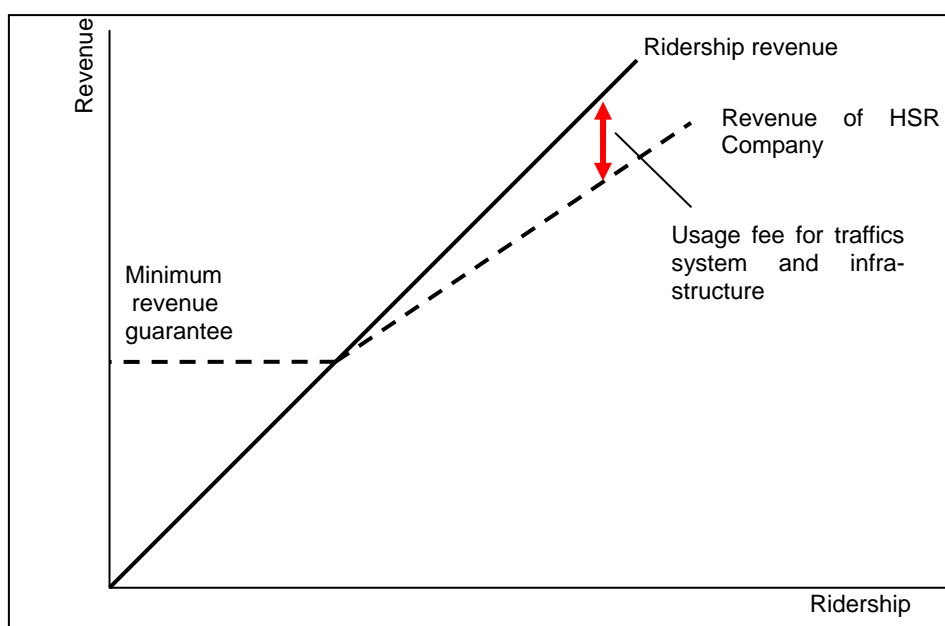 Revenue
Ridership revenue
Revenue of HSR
Company
Usage fee for traffics
system and infra-
structure
Minimum
revenue
guarantee
Ridership